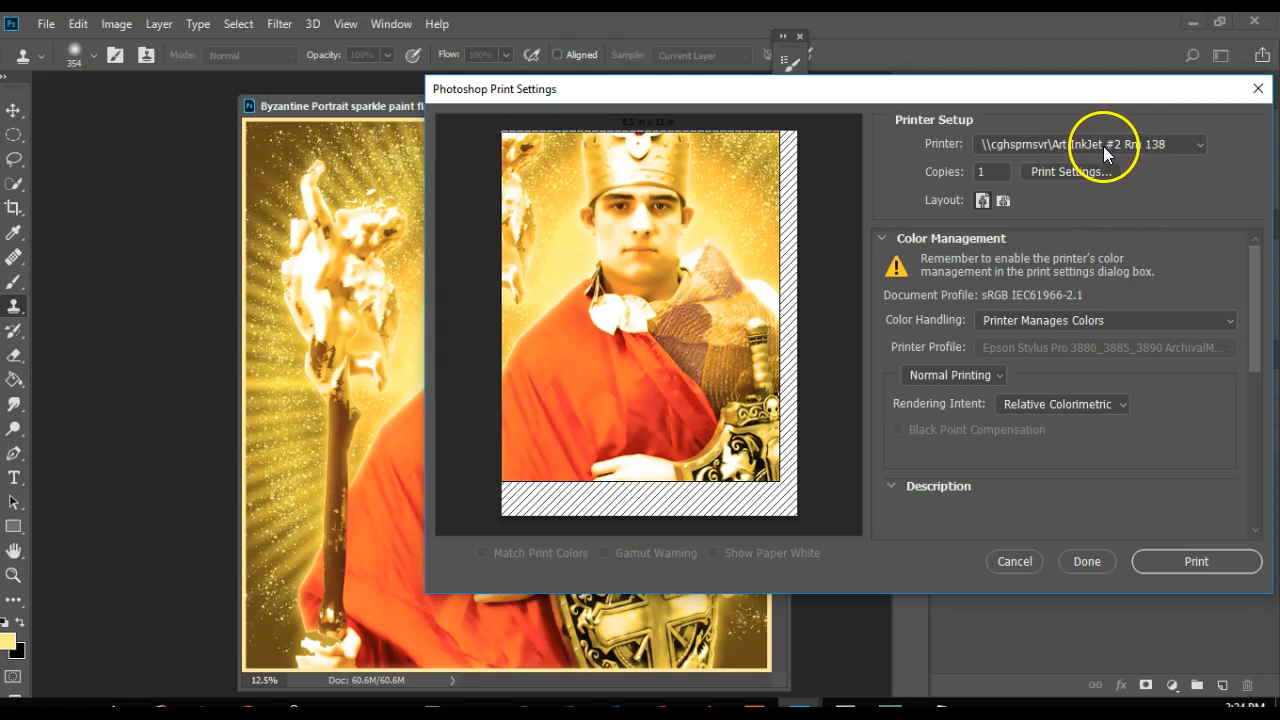 Ps File Edit Image Layer Type Select Filter 3D View Window Help
354 Mode: Normal Opacity: 100% Flow: 100% Aligned Sample: Current Layer
Photoshop Print Settings
Ps Byzantine Portrait sparkle paint
8.5 in x 11 in
Printer Setup
Printer: \\cghsprnsvr\Art InkJet #2 Rm 138
Copies: 1 Print Settings...
Layout:
Color Management
Remember to enable the printer's color
management in the print settings dialog box.
Document Profile: sRGB IEC61966-2.1
Color Handling: Printer Manages Colors
Printer Profile: Epson Stylus Pro 3880_3885_3890 ArchivalM...
Normal Printing
Rendering Intent: Relative Colorimetric
Black Point Compensation
Description
Match Print Colors Gamut Warning Show Paper White
Cancel Done Print
12.5% Doc: 60.6M/60.6M
fx